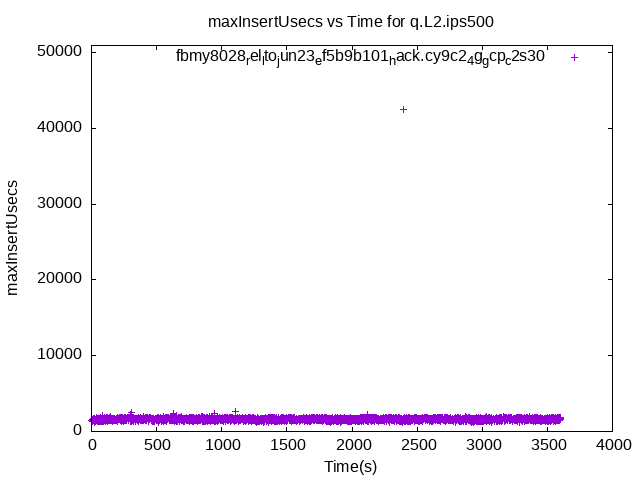 maxInsertUsecs vs Time for q.L2.ips500
fbmy8028relltojun23ef5b9b101hack.cy9c24ggcpc2s30
50000
40000
30000
20000
10000
0
maxInsertUsecs
0 500 1000 1500 2000 2500 3000 3500 4000
Time(s)